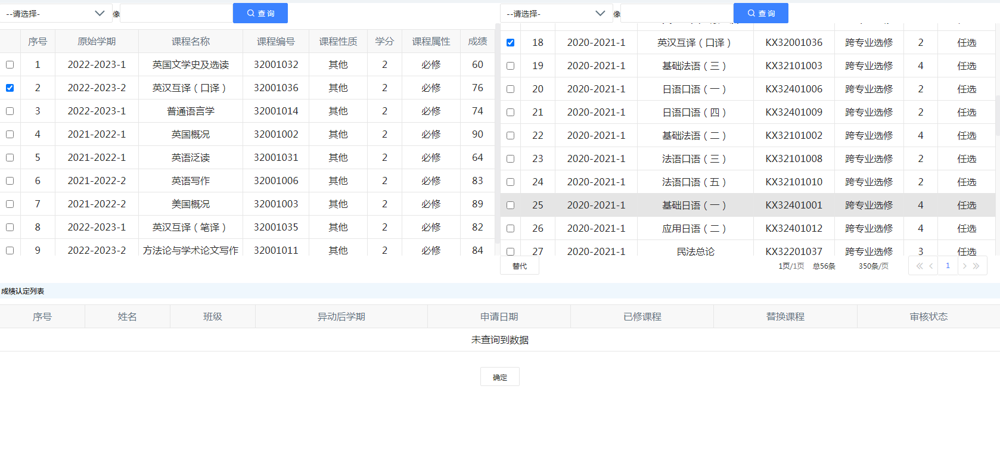 --请选择- 像 查 询
序号 原始学期 课程名称 课程编号 课程性质 学分 课程属性 成绩
1 2022-2023-1 英国文学史及选读 32001032 其他 2 必修 60
2 2022-2023-2 英汉互译（口译） 32001036 其他 2 必修 76
3 2022-2023-1 普通语言学 32001014 其他 2 必修 74
4 2021-2022-1 英国概况 32001002 其他 2 必修 90
5 2021-2022-1 英语泛读 32001031 其他 2 必修 64
6 2021-2022-2 英语写作 32001006 其他 2 必修 83
7 2021-2022-2 美国概况 32001003 其他 2 必修 89
8 2022-2023-1 英汉互译（笔译） 32001035 其他 2 必修 82
9 2022-2023-2 方法论与学术论文写作 32001011 其他 2 必修 84
--请选择- 像 查 询
18 2020-2021-1 英汉互译（口译） KX32001036 跨专业选修 2 任选
19 2020-2021-1 基础法语（三） KX32101003 跨专业选修 4 任选
20 2020-2021-1 日语口语（一） KX32401006 跨专业选修 2 任选
21 2020-2021-1 日语口语（四） KX32401009 跨专业选修 2 任选
22 2020-2021-1 基础法语（二） KX32101002 跨专业选修 4 任选
23 2020-2021-1 法语口语（三） KX32101008 跨专业选修 2 任选
24 2020-2021-1 法语口语（五） KX32101010 跨专业选修 2 任选
25 2020-2021-1 基础日语（一） KX32401001 跨专业选修 4 任选
26 2020-2021-1 应用日语（二） KX32401012 跨专业选修 4 任选
27 2020-2021-1 民法总论 KX32201037 跨专业选修 3 任选
替代 1页/1页 总56条 350条/页 1
成绩认定列表
序号 姓名 班级 异动后学期 申请日期 已修课程 替换课程 审核状态
未查询到数据
确定